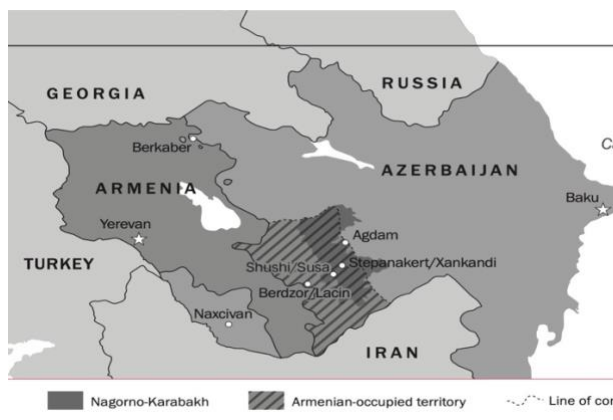 RUSSIA
GEORGIA
Berkaber
AZERBAIJAN
ARMENIA
Baku
Yerevan
Agdam
TURKEY
Stepanakert/Xankandi
Shushi/Susa
Berdzor/Lacin
Naxcivan
IRAN
Nagorno-Karabakh
Armenian-occupied territory
Line of con